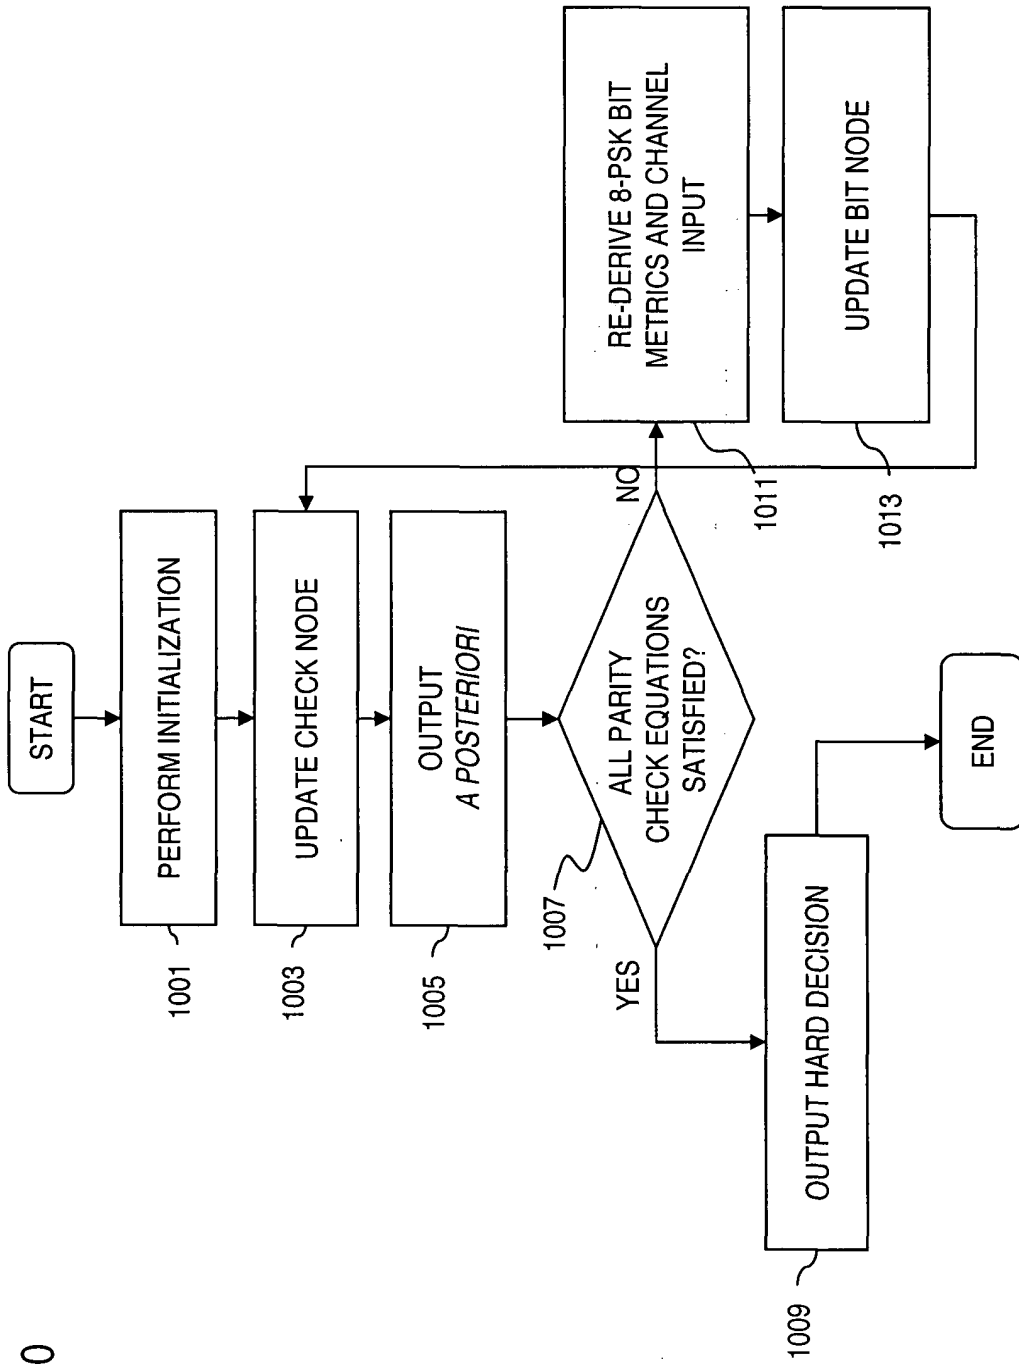 START
PERFORM INITIALIZATION
1001
UPDATE CHECK NODE
1003
OUTPUT
A POSTERIORI
1005
ALL PARITY
CHECK EQUATIONS
SATISFIED?
1007
YES
NO
RE-DERIVE 8-PSK BIT
METRICS AND CHANNEL
INPUT
1011
UPDATE BIT NODE
1013
OUTPUT HARD DECISION
1009
END
0